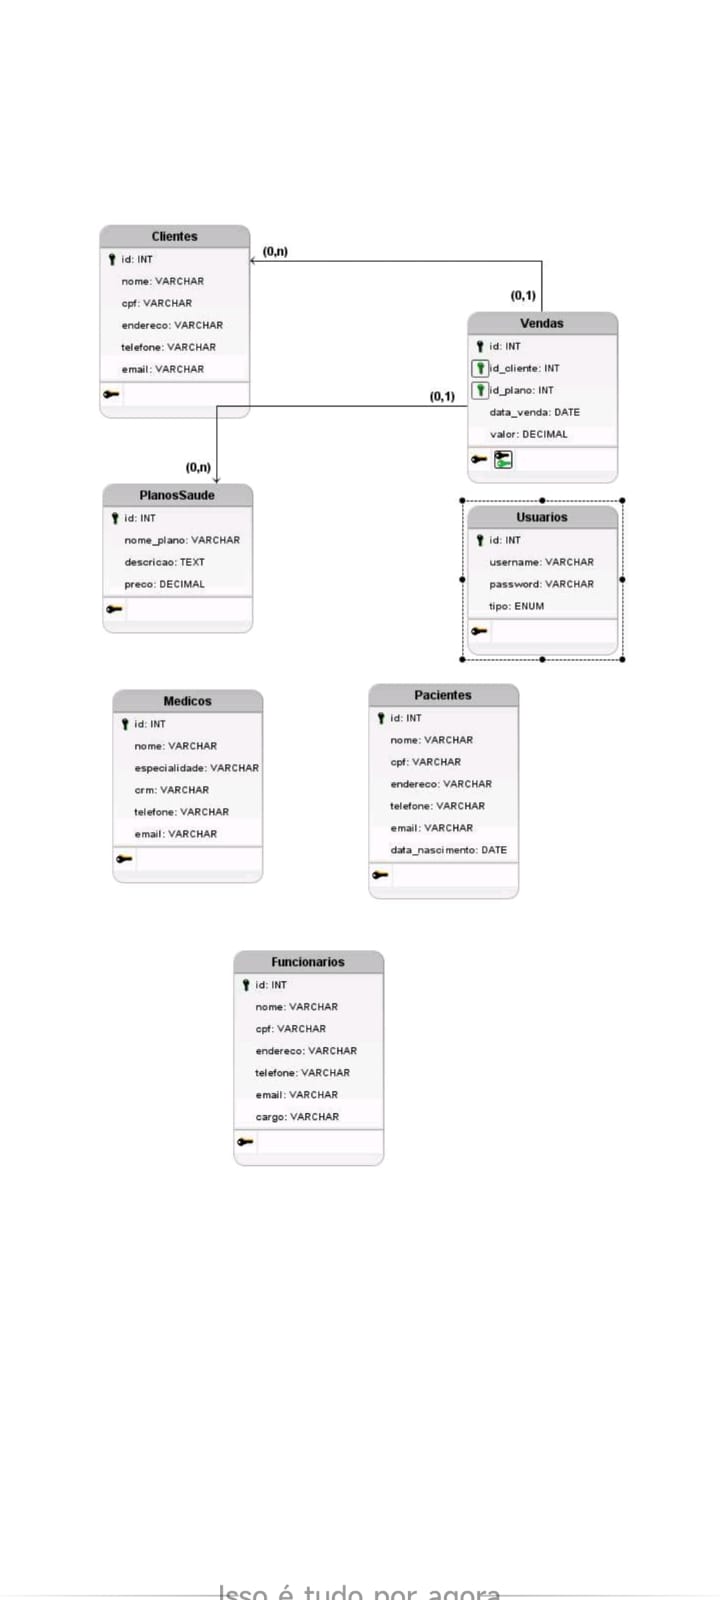 Clientes
id: INT
nome: VARCHAR
cpf: VARCHAR
endereco: VARCHAR
telefone: VARCHAR
email: VARCHAR
(0,n)
(0,1)
Vendas
id: INT
id_cliente: INT
id_plano: INT
data_venda: DATE
valor: DECIMAL
(0,1)
(0,n)
PlanosSaude
id: INT
nome_plano: VARCHAR
descricao: TEXT
preco: DECIMAL
Usuarios
id: INT
username: VARCHAR
password: VARCHAR
tipo: ENUM
Medicos
id: INT
nome: VARCHAR
especialidade: VARCHAR
crm: VARCHAR
telefone: VARCHAR
email: VARCHAR
Pacientes
id: INT
nome: VARCHAR
cpf: VARCHAR
endereco: VARCHAR
telefone: VARCHAR
email: VARCHAR
data_nascimento: DATE
Funcionarios
id: INT
nome: VARCHAR
cpf: VARCHAR
endereco: VARCHAR
telefone: VARCHAR
email: VARCHAR
cargo: VARCHAR
Isso é tudo por agora